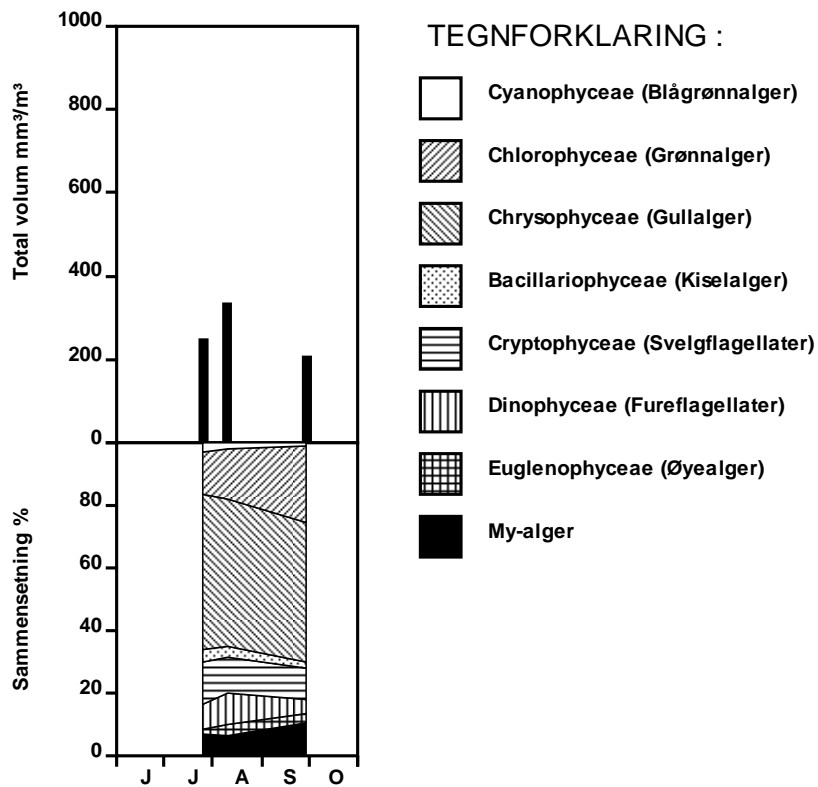 TEGNFORKLARING :
Total volum mm³/m³
1000
800
600
400
200
0
Cyanophyceae (Blågrønnalger)
Chlorophyceae (Grønnalger)
Chrysophyceae (Gullalger)
Bacillariophyceae (Kiselalger)
Cryptophyceae (Svelgflagellater)
Dinophyceae (Fureflagellater)
Euglenophyceae (Øyealger)
My-alger
Sammensetning %
80
60
40
20
0
J J A S O